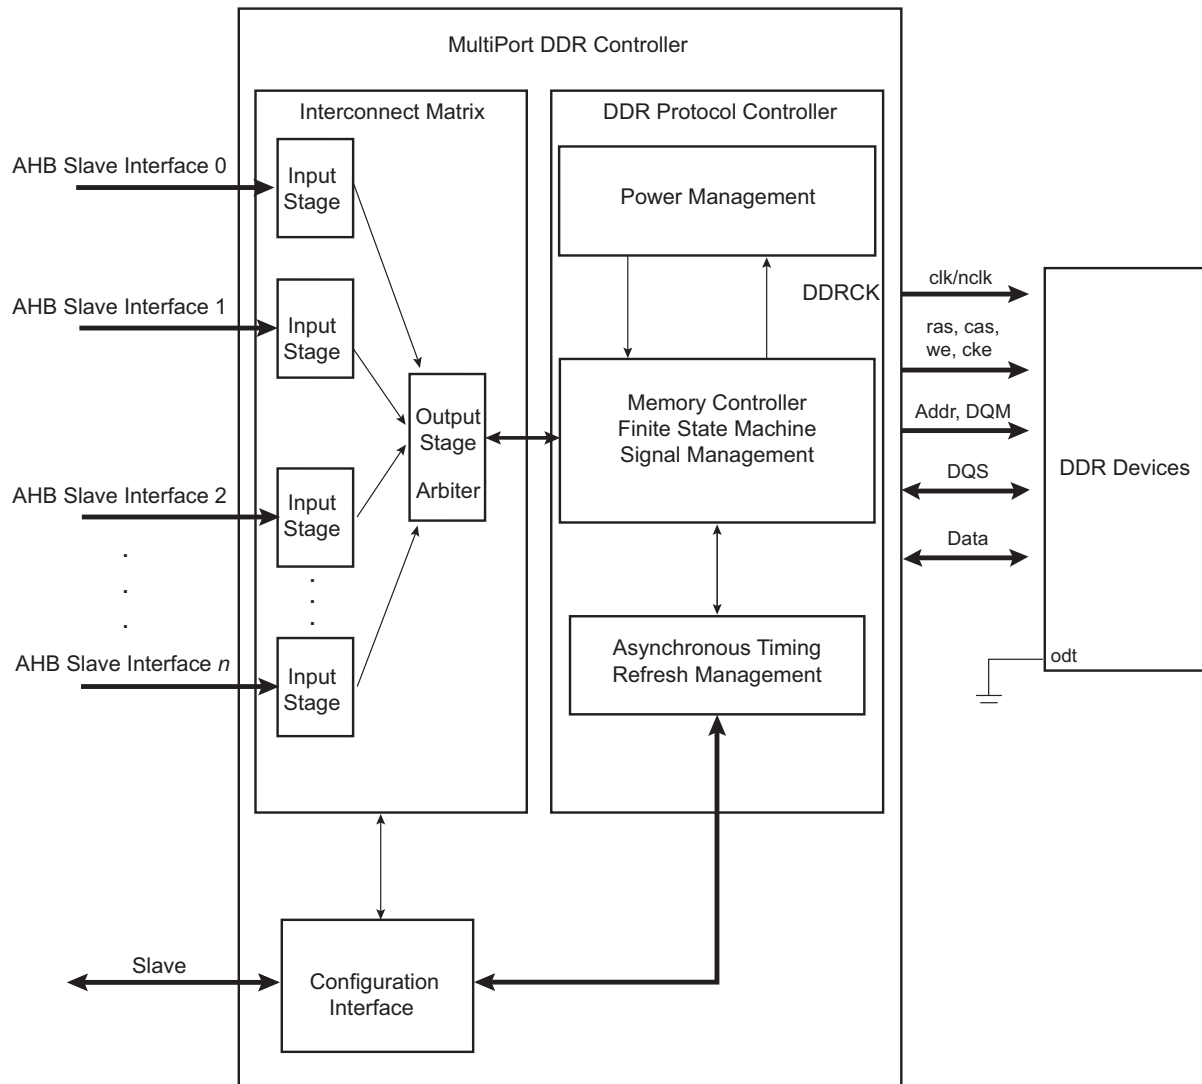 MultiPort DDR Controller
Interconnect Matrix
DDR Protocol Controller
AHB Slave Interface 0
Input
Stage
Power Management
AHB Slave Interface 1
Input
Stage
DDRCK
clk/nclk
ras, cas,
we, cke
Output
Stage
Arbiter
Memory Controller
Finite State Machine
Signal Management
Addr, DQM
DQS
Data
DDR Devices
AHB Slave Interface 2
Input
Stage
.
.
.
.
.
.
AHB Slave Interface n
Input
Stage
Asynchronous Timing
Refresh Management
odt
Slave
Configuration
Interface